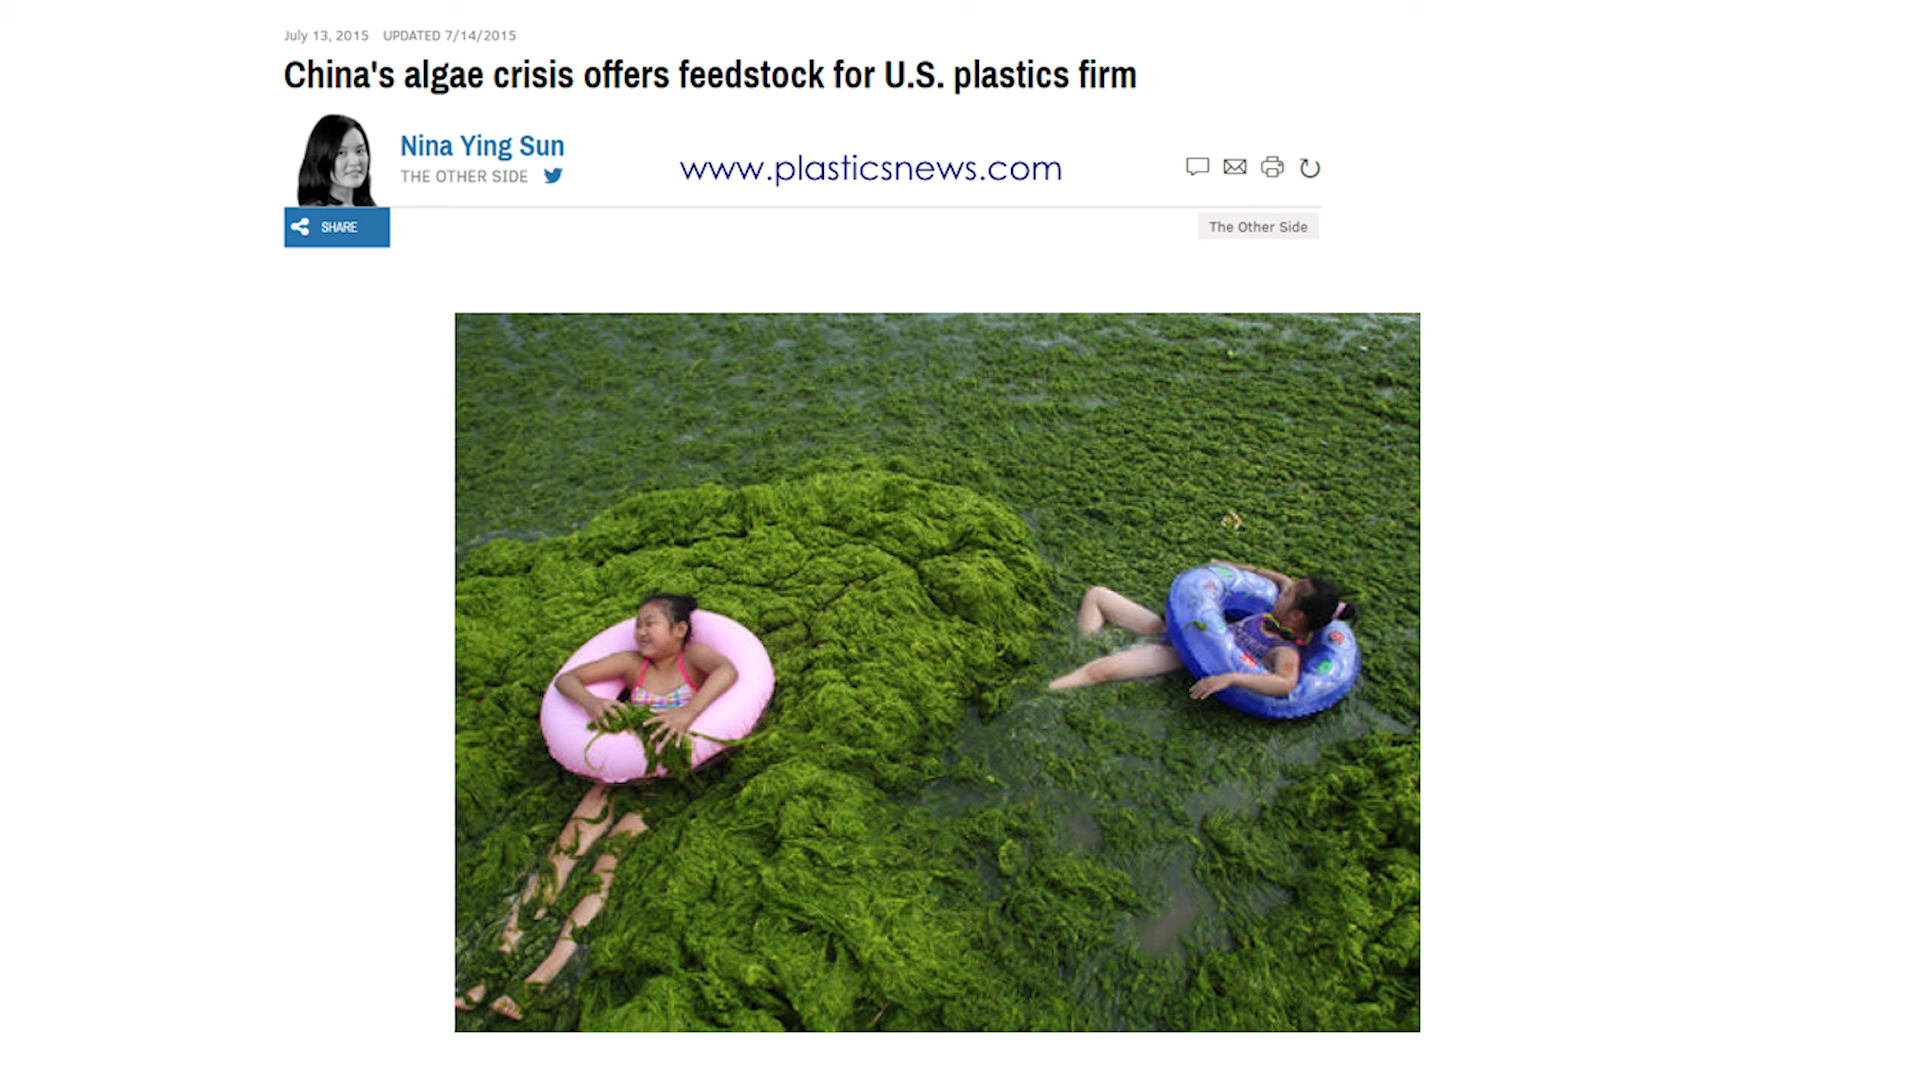 July 13, 2015 UPDATED 7/14/2015
China's algae crisis offers feedstock for U.S. plastics firm
Nina Ying Sun
THE OTHER SIDE
www.plasticsnews.com
SHARE
The Other Side